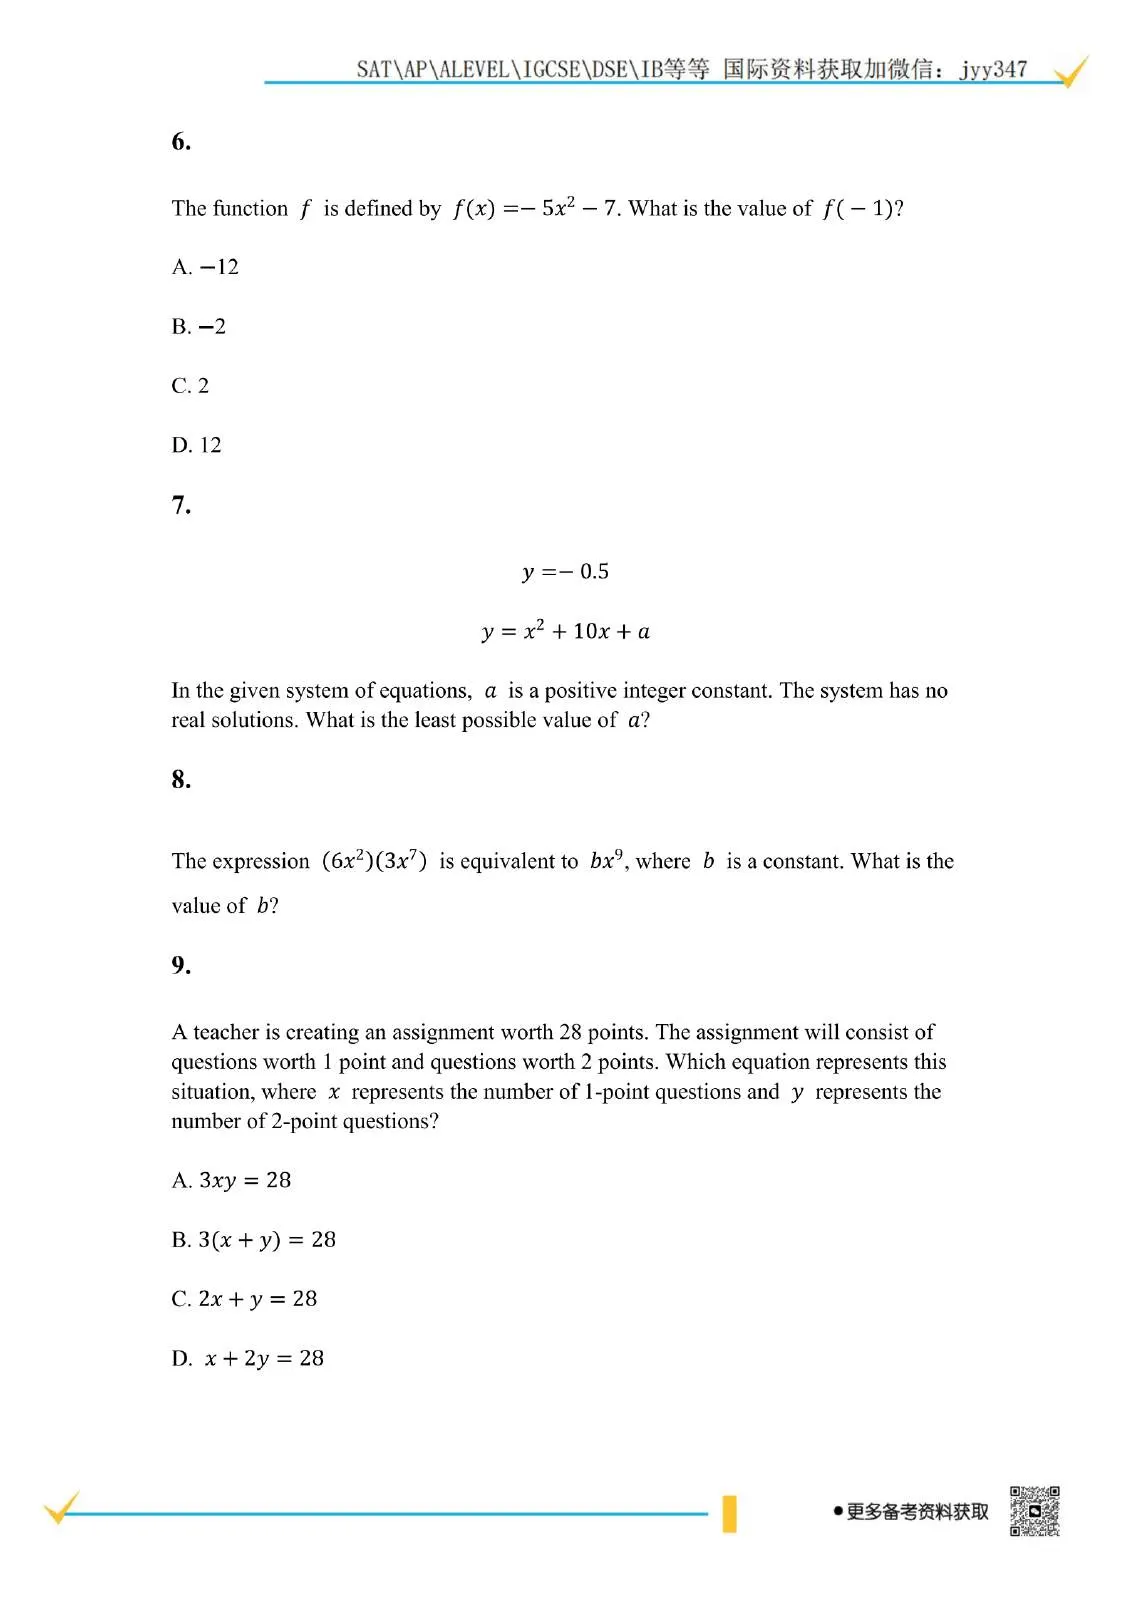 SAT\AP\ALEVEL\IGCSE\DSE\IB等等 国际资料获取加微信：jyy347
6.
The function f is defined by f(x) =− 5x² − 7. What is the value of f( − 1)?
A. −12
B. −2
C. 2
D. 12
7.
y =− 0.5
y = x² + 10x + a
In the given system of equations, a is a positive integer constant. The system has no
real solutions. What is the least possible value of a?
8.
The expression (6x²)(3x⁷) is equivalent to bx⁹, where b is a constant. What is the
value of b?
9.
A teacher is creating an assignment worth 28 points. The assignment will consist of
questions worth 1 point and questions worth 2 points. Which equation represents this
situation, where x represents the number of 1-point questions and y represents the
number of 2-point questions?
A. 3xy = 28
B. 3(x + y) = 28
C. 2x + y = 28
D. x + 2y = 28
●更多备考资料获取